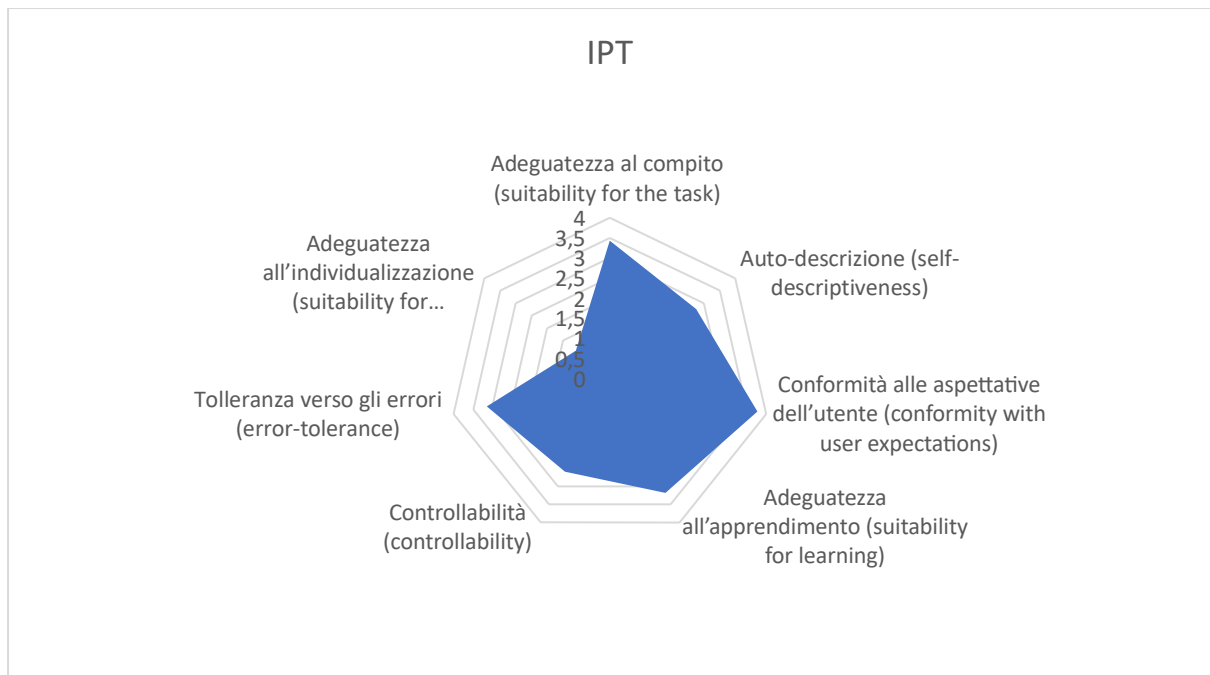 IPT
Adeguatezza al compito
(suitability for the task)
Auto-descrizione (self-
descriptiveness)
Conformità alle aspettative
dell’utente (conformity with
user expectations)
Adeguatezza
all’apprendimento (suitability
for learning)
Controllabilità
(controllability)
Tolleranza verso gli errori
(error-tolerance)
Adeguatezza
all’individualizzazione
(suitability for...
4
3,5
3
2,5
2
1,5
1
0,5
0